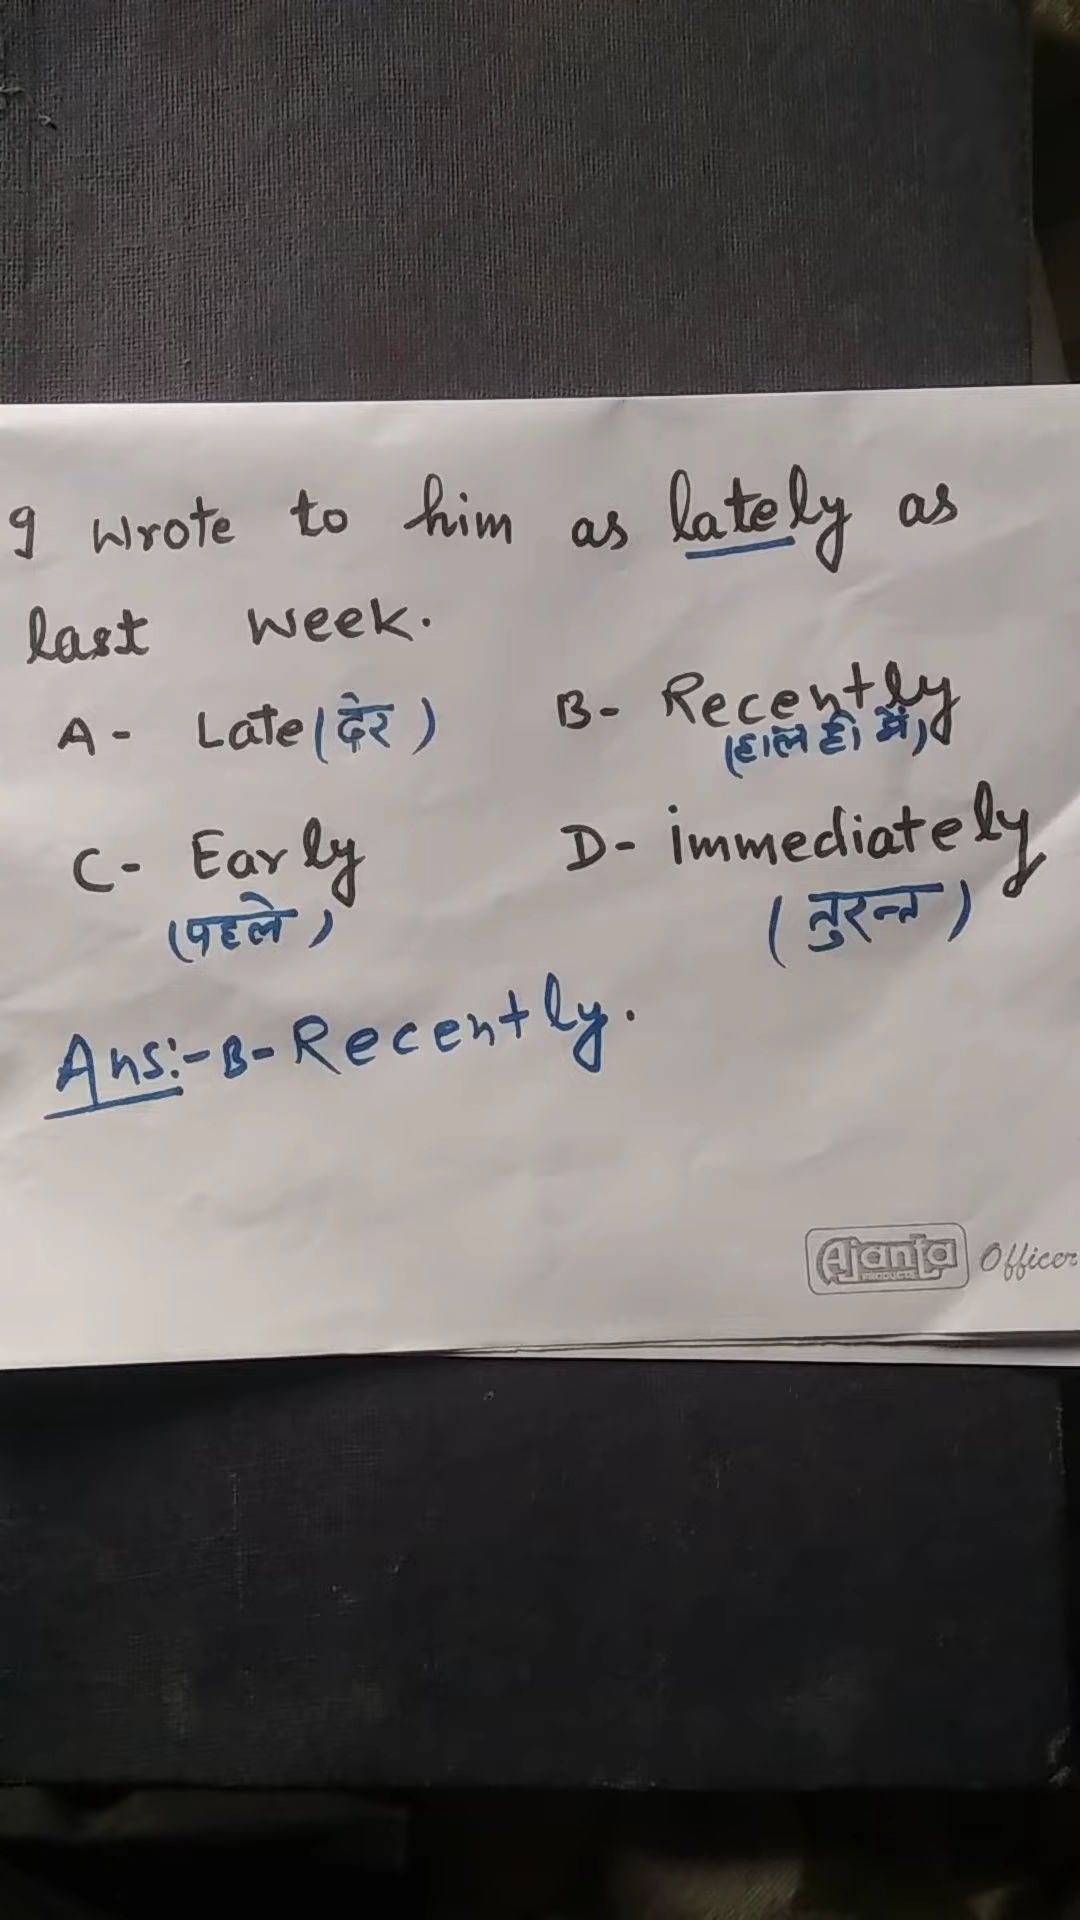 I wrote to him as lately as
last week.
A- Late (देर) B- Recently
(हाल ही में)
C- Early D- immediately
(पहले) (तुरन्त)
Ans:-B-Recently.
Ajanta Officer
PRODUCTS